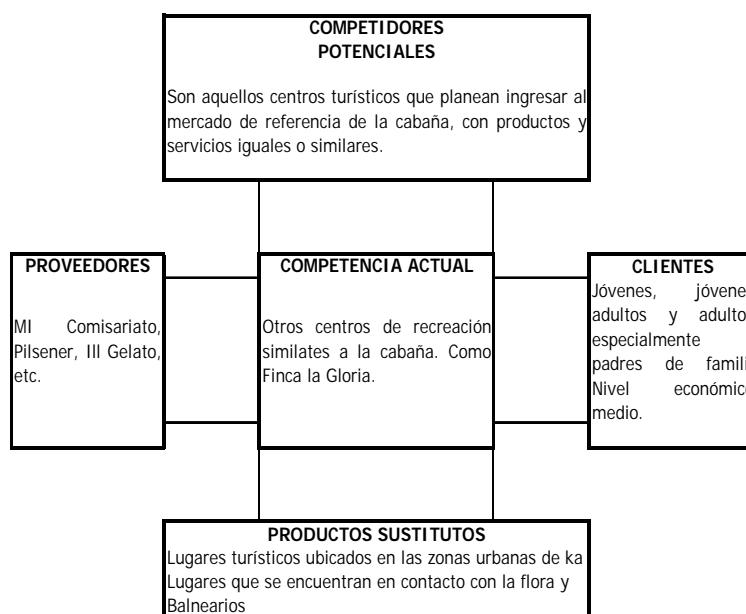 COMPETIDORES
POTENCIALES
Son aquellos centros turísticos que planean ingresar al
mercado de referencia de la cabaña, con productos y
servicios iguales o similares.
PROVEEDORES
MI Comisariato,
Pilsener, III Gelato,
etc.
COMPETENCIA ACTUAL
Otros centros de recreación
similates a la cabaña. Como
Finca la Gloria.
CLIENTES
Jóvenes, jóvene
adultos y adulto
especialmente
padres de famili
Nivel económic
medio.
PRODUCTOS SUSTITUTOS
Lugares turísticos ubicados en las zonas urbanas de ka
Lugares que se encuentran en contacto con la flora y
Balnearios